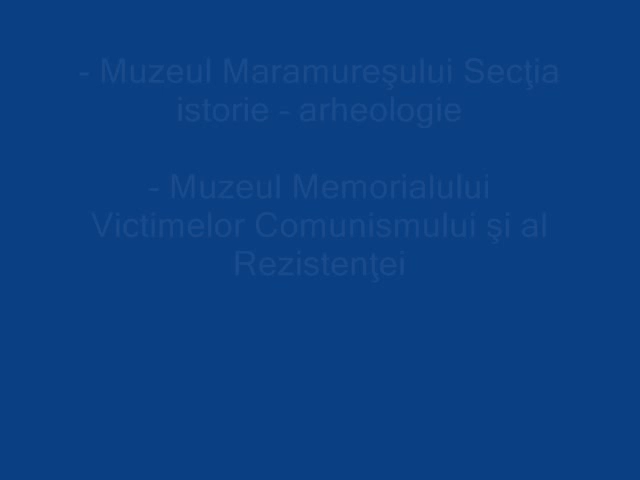 - Muzeul Maramureşului Secţia
istorie - arheologie
- Muzeul Memorialului
Victimelor Comunismului şi al
Rezistenţei